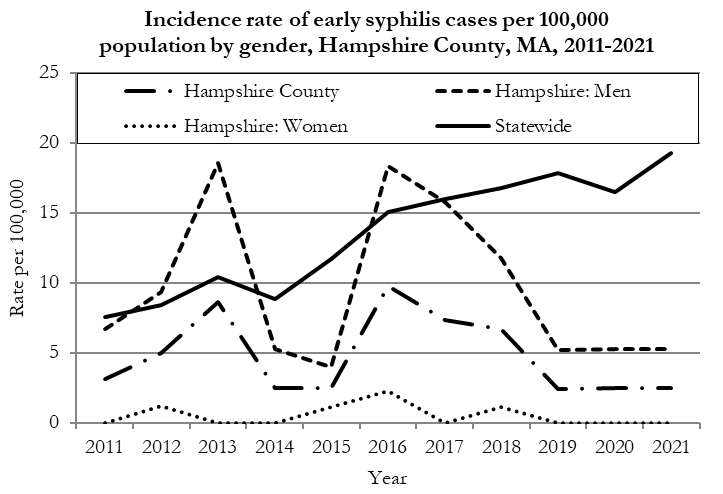 Incidence rate of early syphilis cases per 100,000
population by gender, Hampshire County, MA, 2011-2021
25
20
15
10
5
0
Rate per 100,000
Hampshire County
Hampshire: Men
Hampshire: Women
Statewide
2011 2012 2013 2014 2015 2016 2017 2018 2019 2020 2021
Year